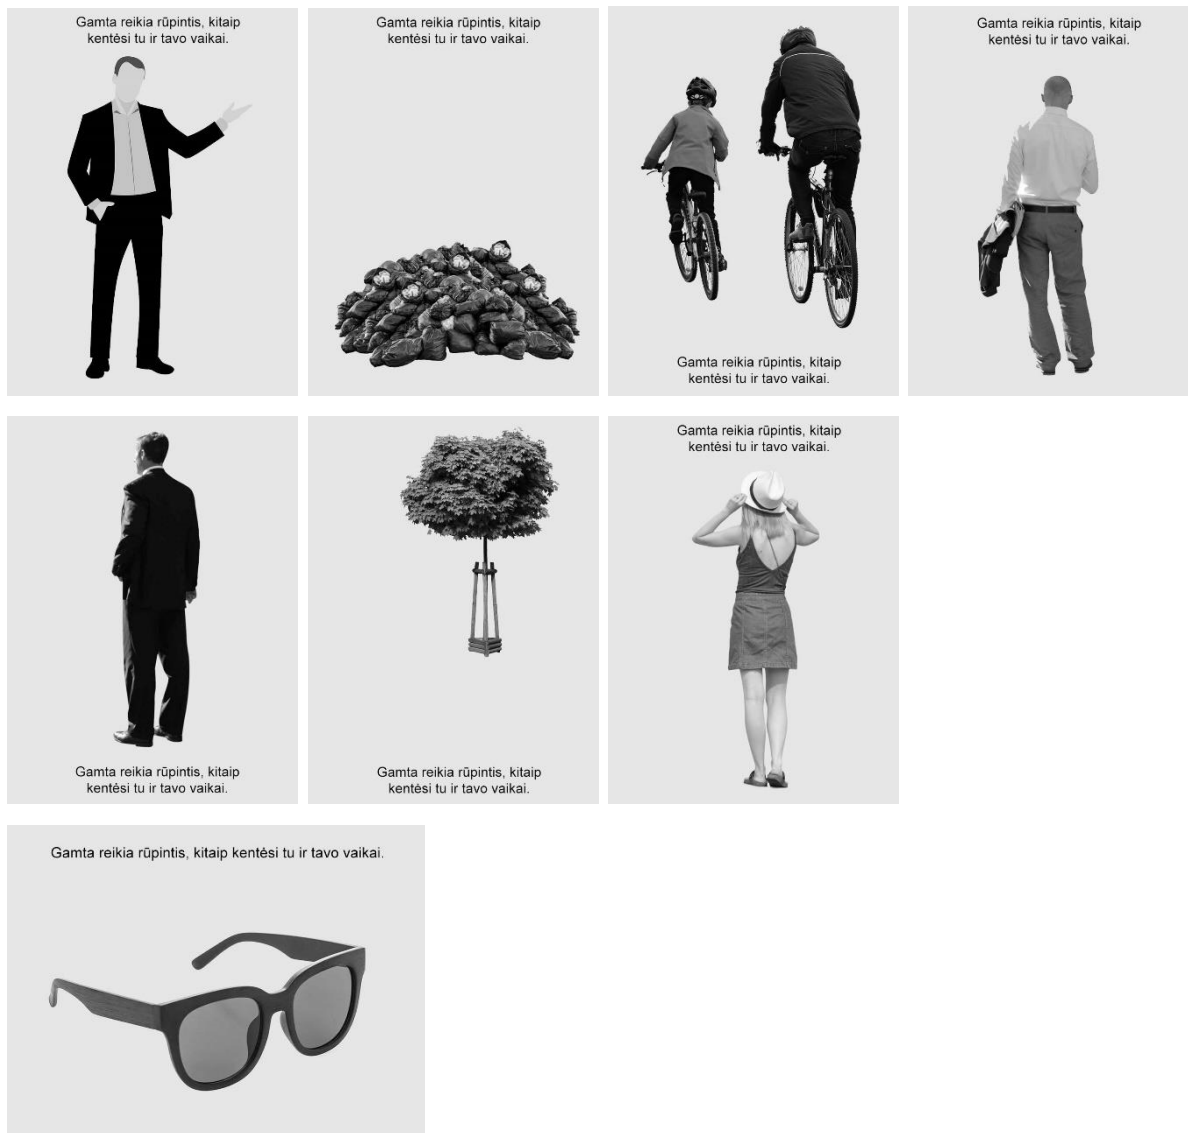 Gamta reikia rūpintis, kitaip
kentėsi tu ir tavo vaikai.
Gamta reikia rūpintis, kitaip
kentėsi tu ir tavo vaikai.
Gamta reikia rūpintis, kitaip
kentėsi tu ir tavo vaikai.
Gamta reikia rūpintis, kitaip
kentėsi tu ir tavo vaikai.
Gamta reikia rūpintis, kitaip
kentėsi tu ir tavo vaikai.
Gamta reikia rūpintis, kitaip
kentėsi tu ir tavo vaikai.
Gamta reikia rūpintis, kitaip
kentėsi tu ir tavo vaikai.
Gamta reikia rūpintis, kitaip kentėsi tu ir tavo vaikai.